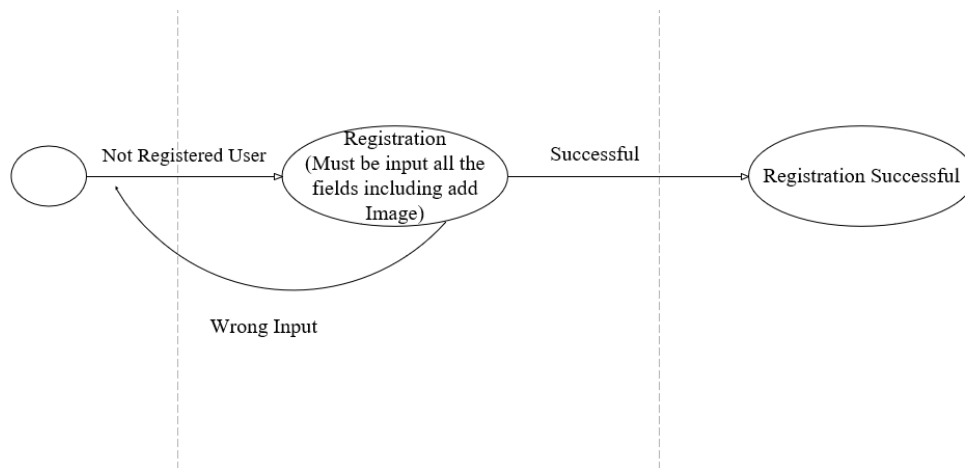 Not Registered User
Registration
(Must be input all the
fields including add
Image)
Successful
Registration Successful
Wrong Input